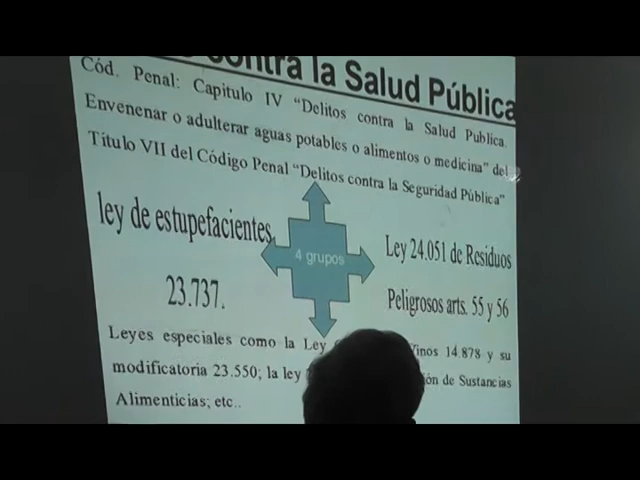 contra la Salud Pública
Cód. Penal: Capitulo IV “Delitos contra la Salud Publica.
Envenenar o adulterar aguas potables o alimentos o medicina” del
Título VII del Código Penal “Delitos contra la Seguridad Pública”
ley de estupefacientes
23.737.
4 grupos
Ley 24.051 de Residuos
Peligrosos arts. 55 y 56
Leyes especiales como la Ley 14.878 y su
modificatoria 23.550; la ley de Sustancias
Alimenticias; etc..